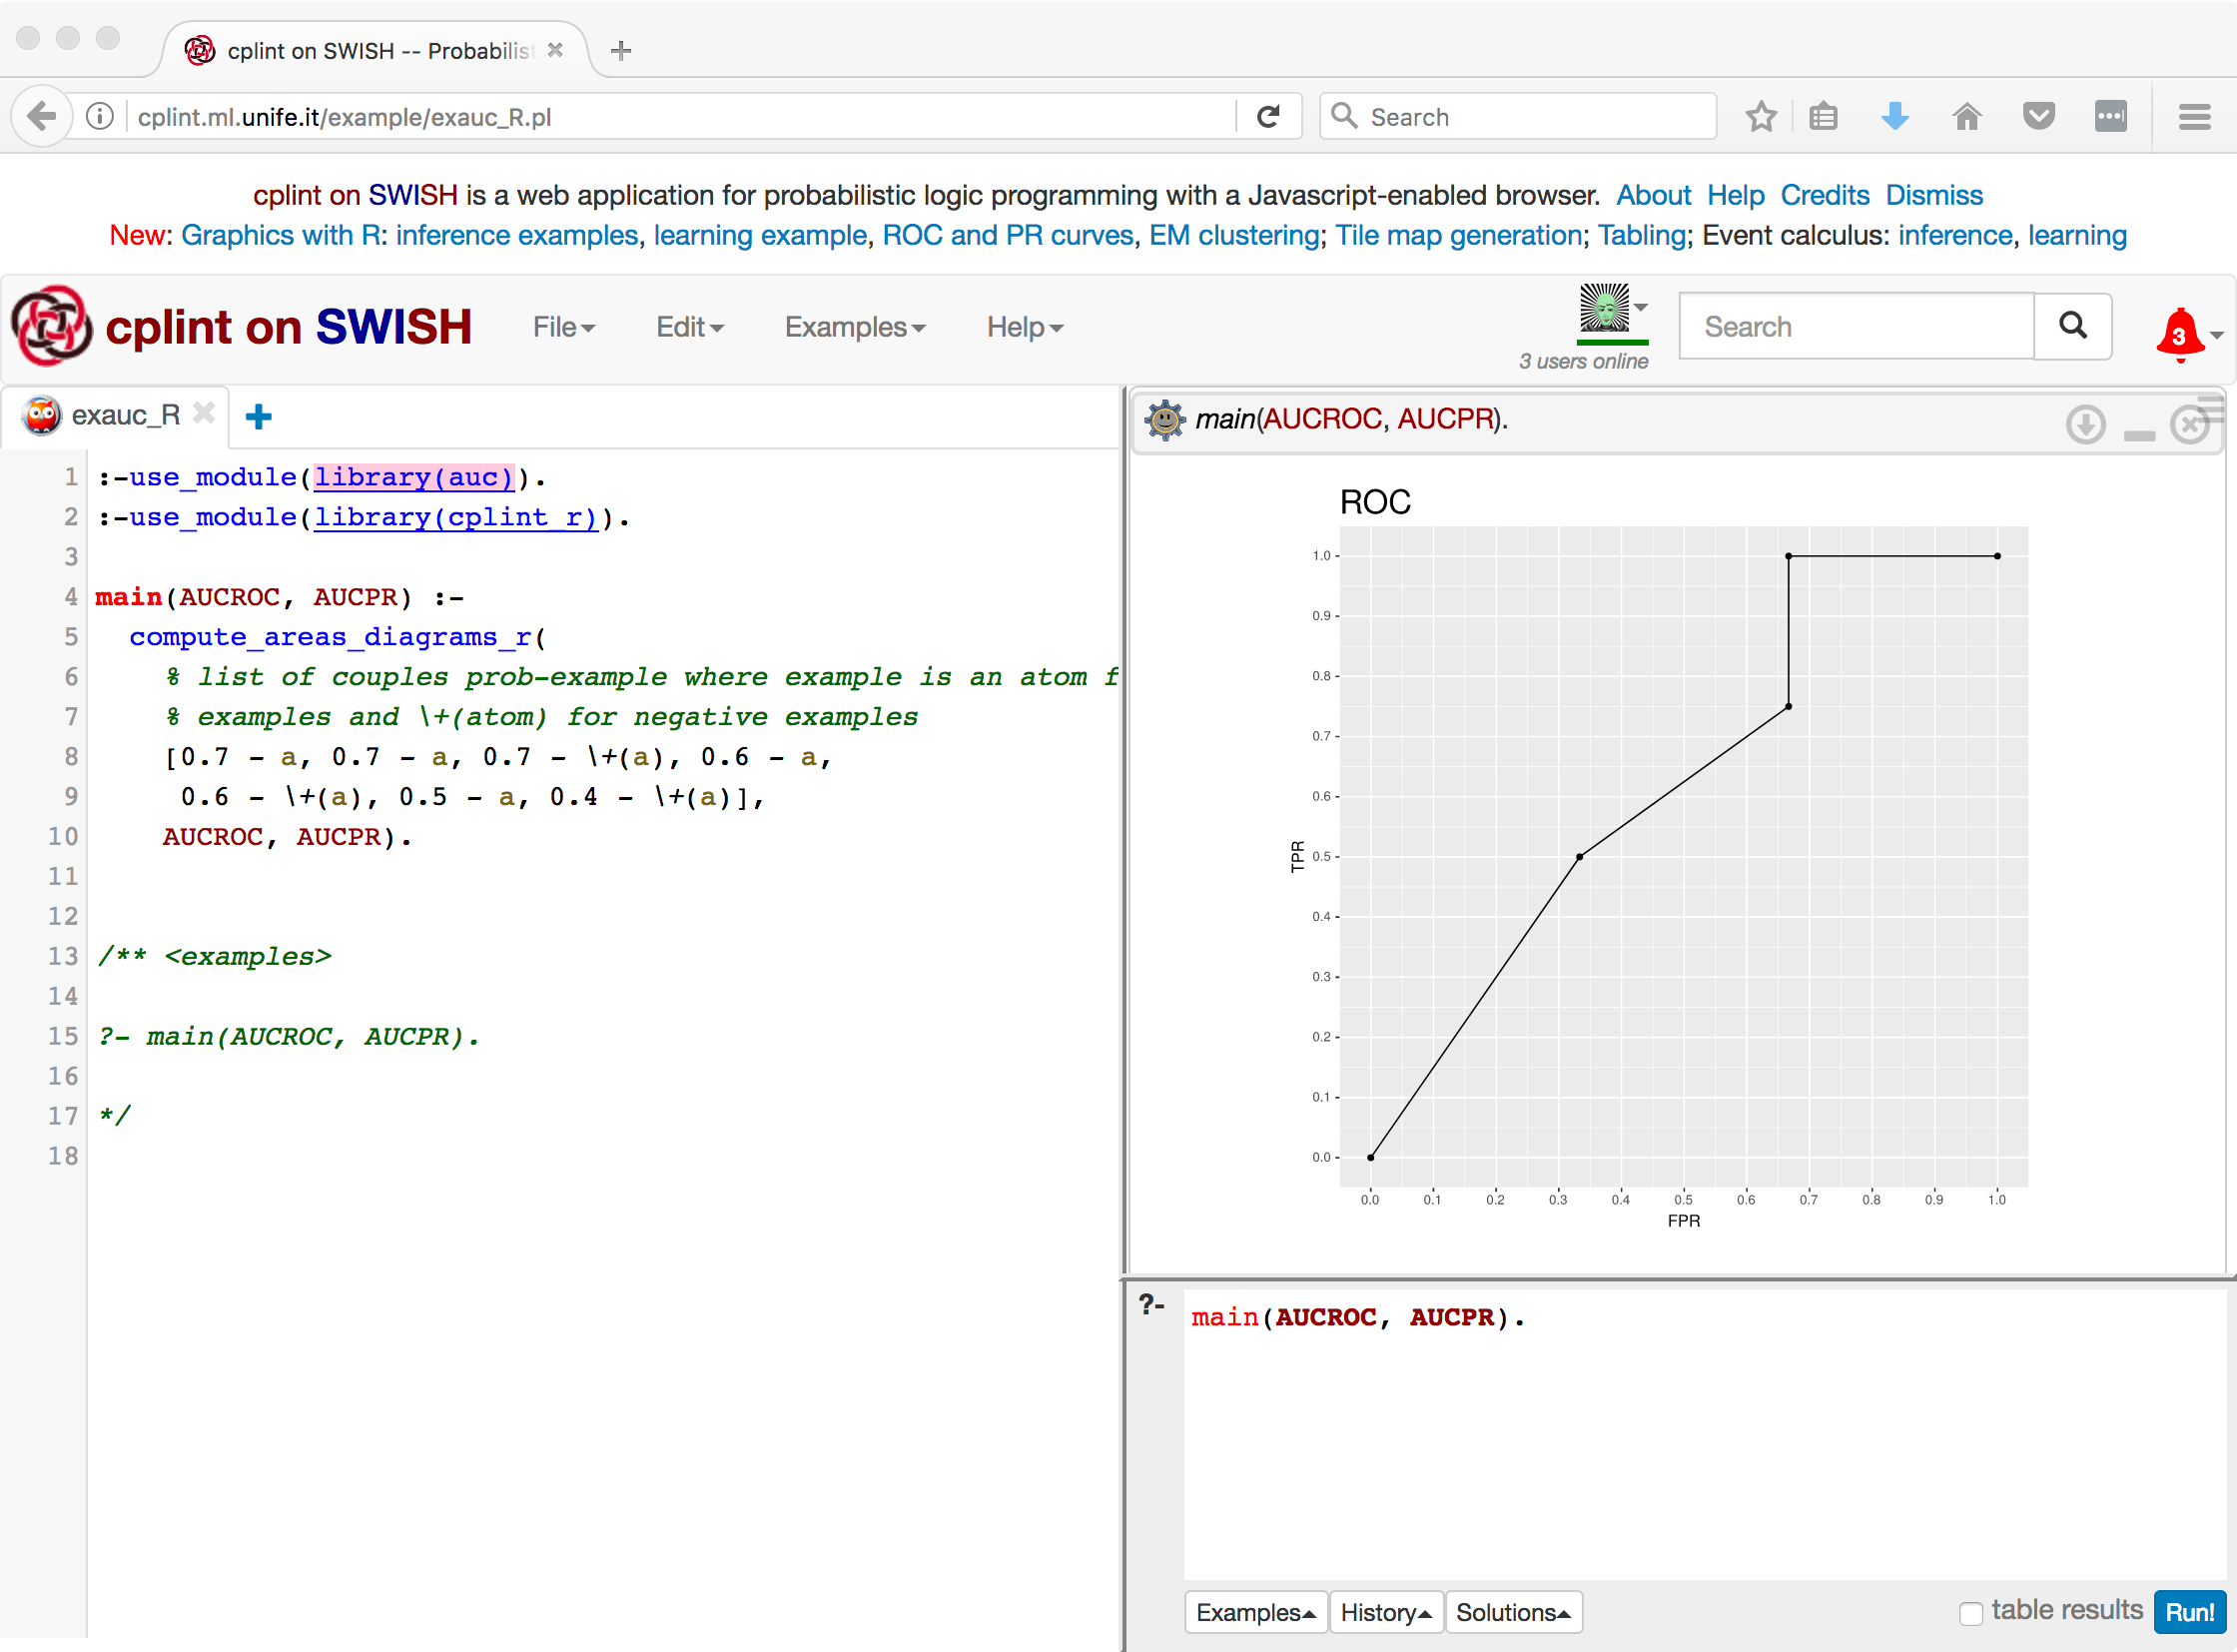 cplint on SWISH -- Probabilist
cplint.ml.unife.it/example/exauc_R.pl
Search
cplint on SWISH is a web application for probabilistic logic programming with a Javascript-enabled browser. About Help Credits Dismiss
New: Graphics with R: inference examples, learning example, ROC and PR curves, EM clustering; Tile map generation; Tabling; Event calculus: inference, learning
cplint on SWISH File Edit Examples Help
3 users online
Search
3
exauc_R
1 :-use_module(library(auc)).
2 :-use_module(library(cplint_r)).
3
4 main(AUCROC, AUCPR) :-
5 compute_areas_diagrams_r(
6 % list of couples prob-example where example is an atom f
7 % examples and \+(atom) for negative examples
8 [0.7 - a, 0.7 - a, 0.7 - \+(a), 0.6 - a,
9 0.6 - \+(a), 0.5 - a, 0.4 - \+(a)],
10 AUCROC, AUCPR).
11
12
13 /** <examples>
14
15 ?- main(AUCROC, AUCPR).
16
17 */
18
main(AUCROC, AUCPR).
ROC
1.0
0.9
0.8
0.7
0.6
TPR
0.5
0.4
0.3
0.2
0.1
0.0
0.0 0.1 0.2 0.3 0.4 0.5 0.6 0.7 0.8 0.9 1.0
FPR
?- main(AUCROC, AUCPR).
Examples History Solutions table results Run!